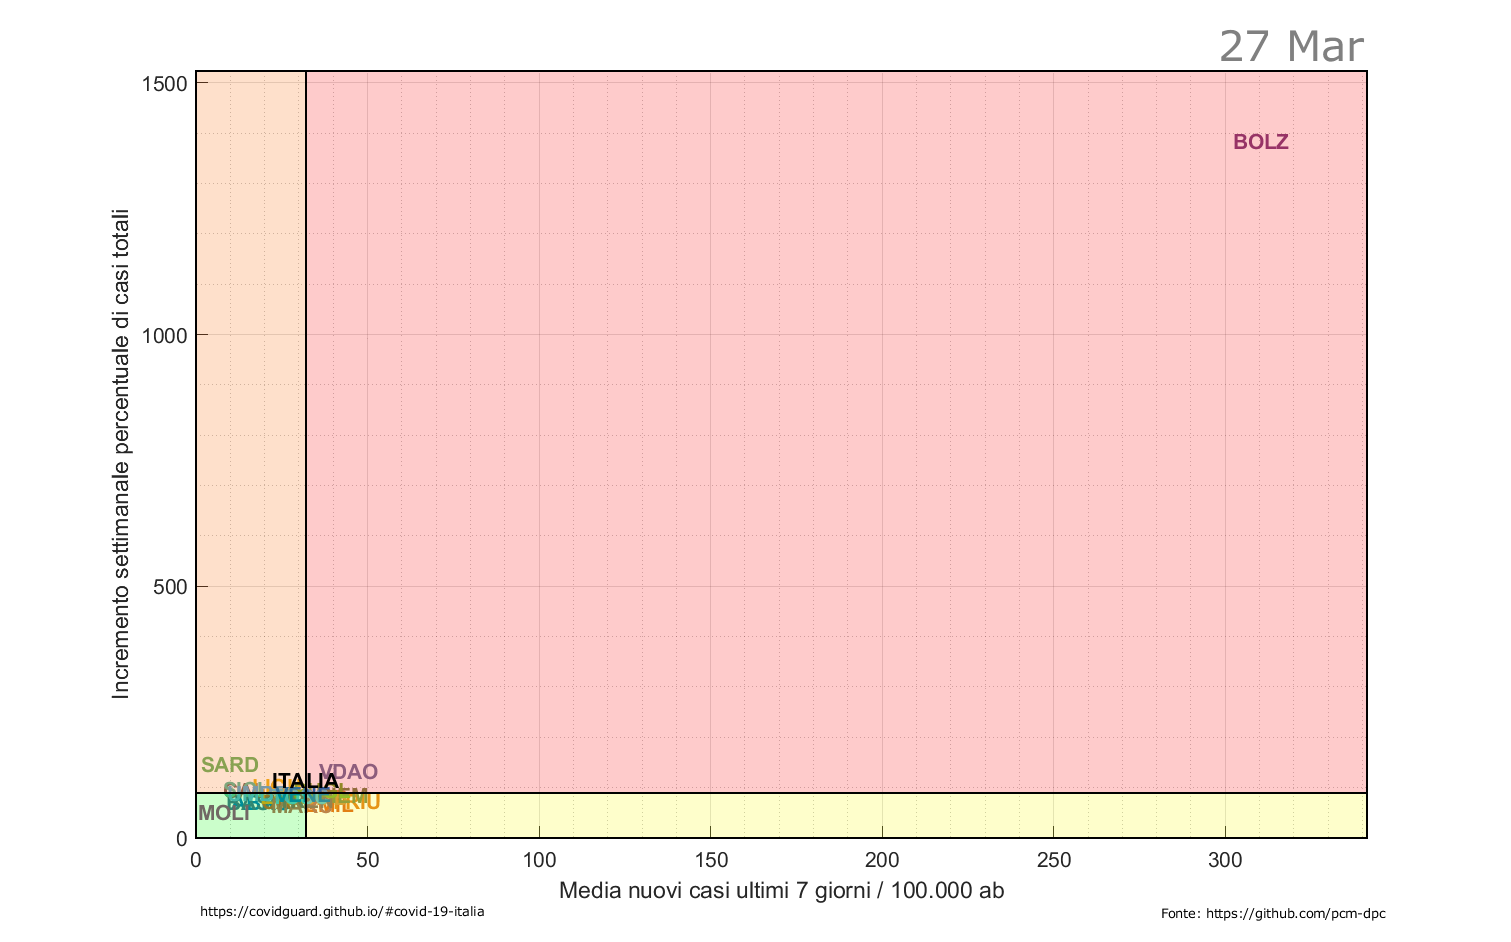 27 Mar
1500
BOLZ
1000
Incremento settimanale percentuale di casi totali
500
SARD
VDAO
ITALIA
MOLI
0
0 50 100 150 200 250 300
Media nuovi casi ultimi 7 giorni / 100.000 ab
https://covidguard.github.io/#covid-19-italia
Fonte: https://github.com/pcm-dpc